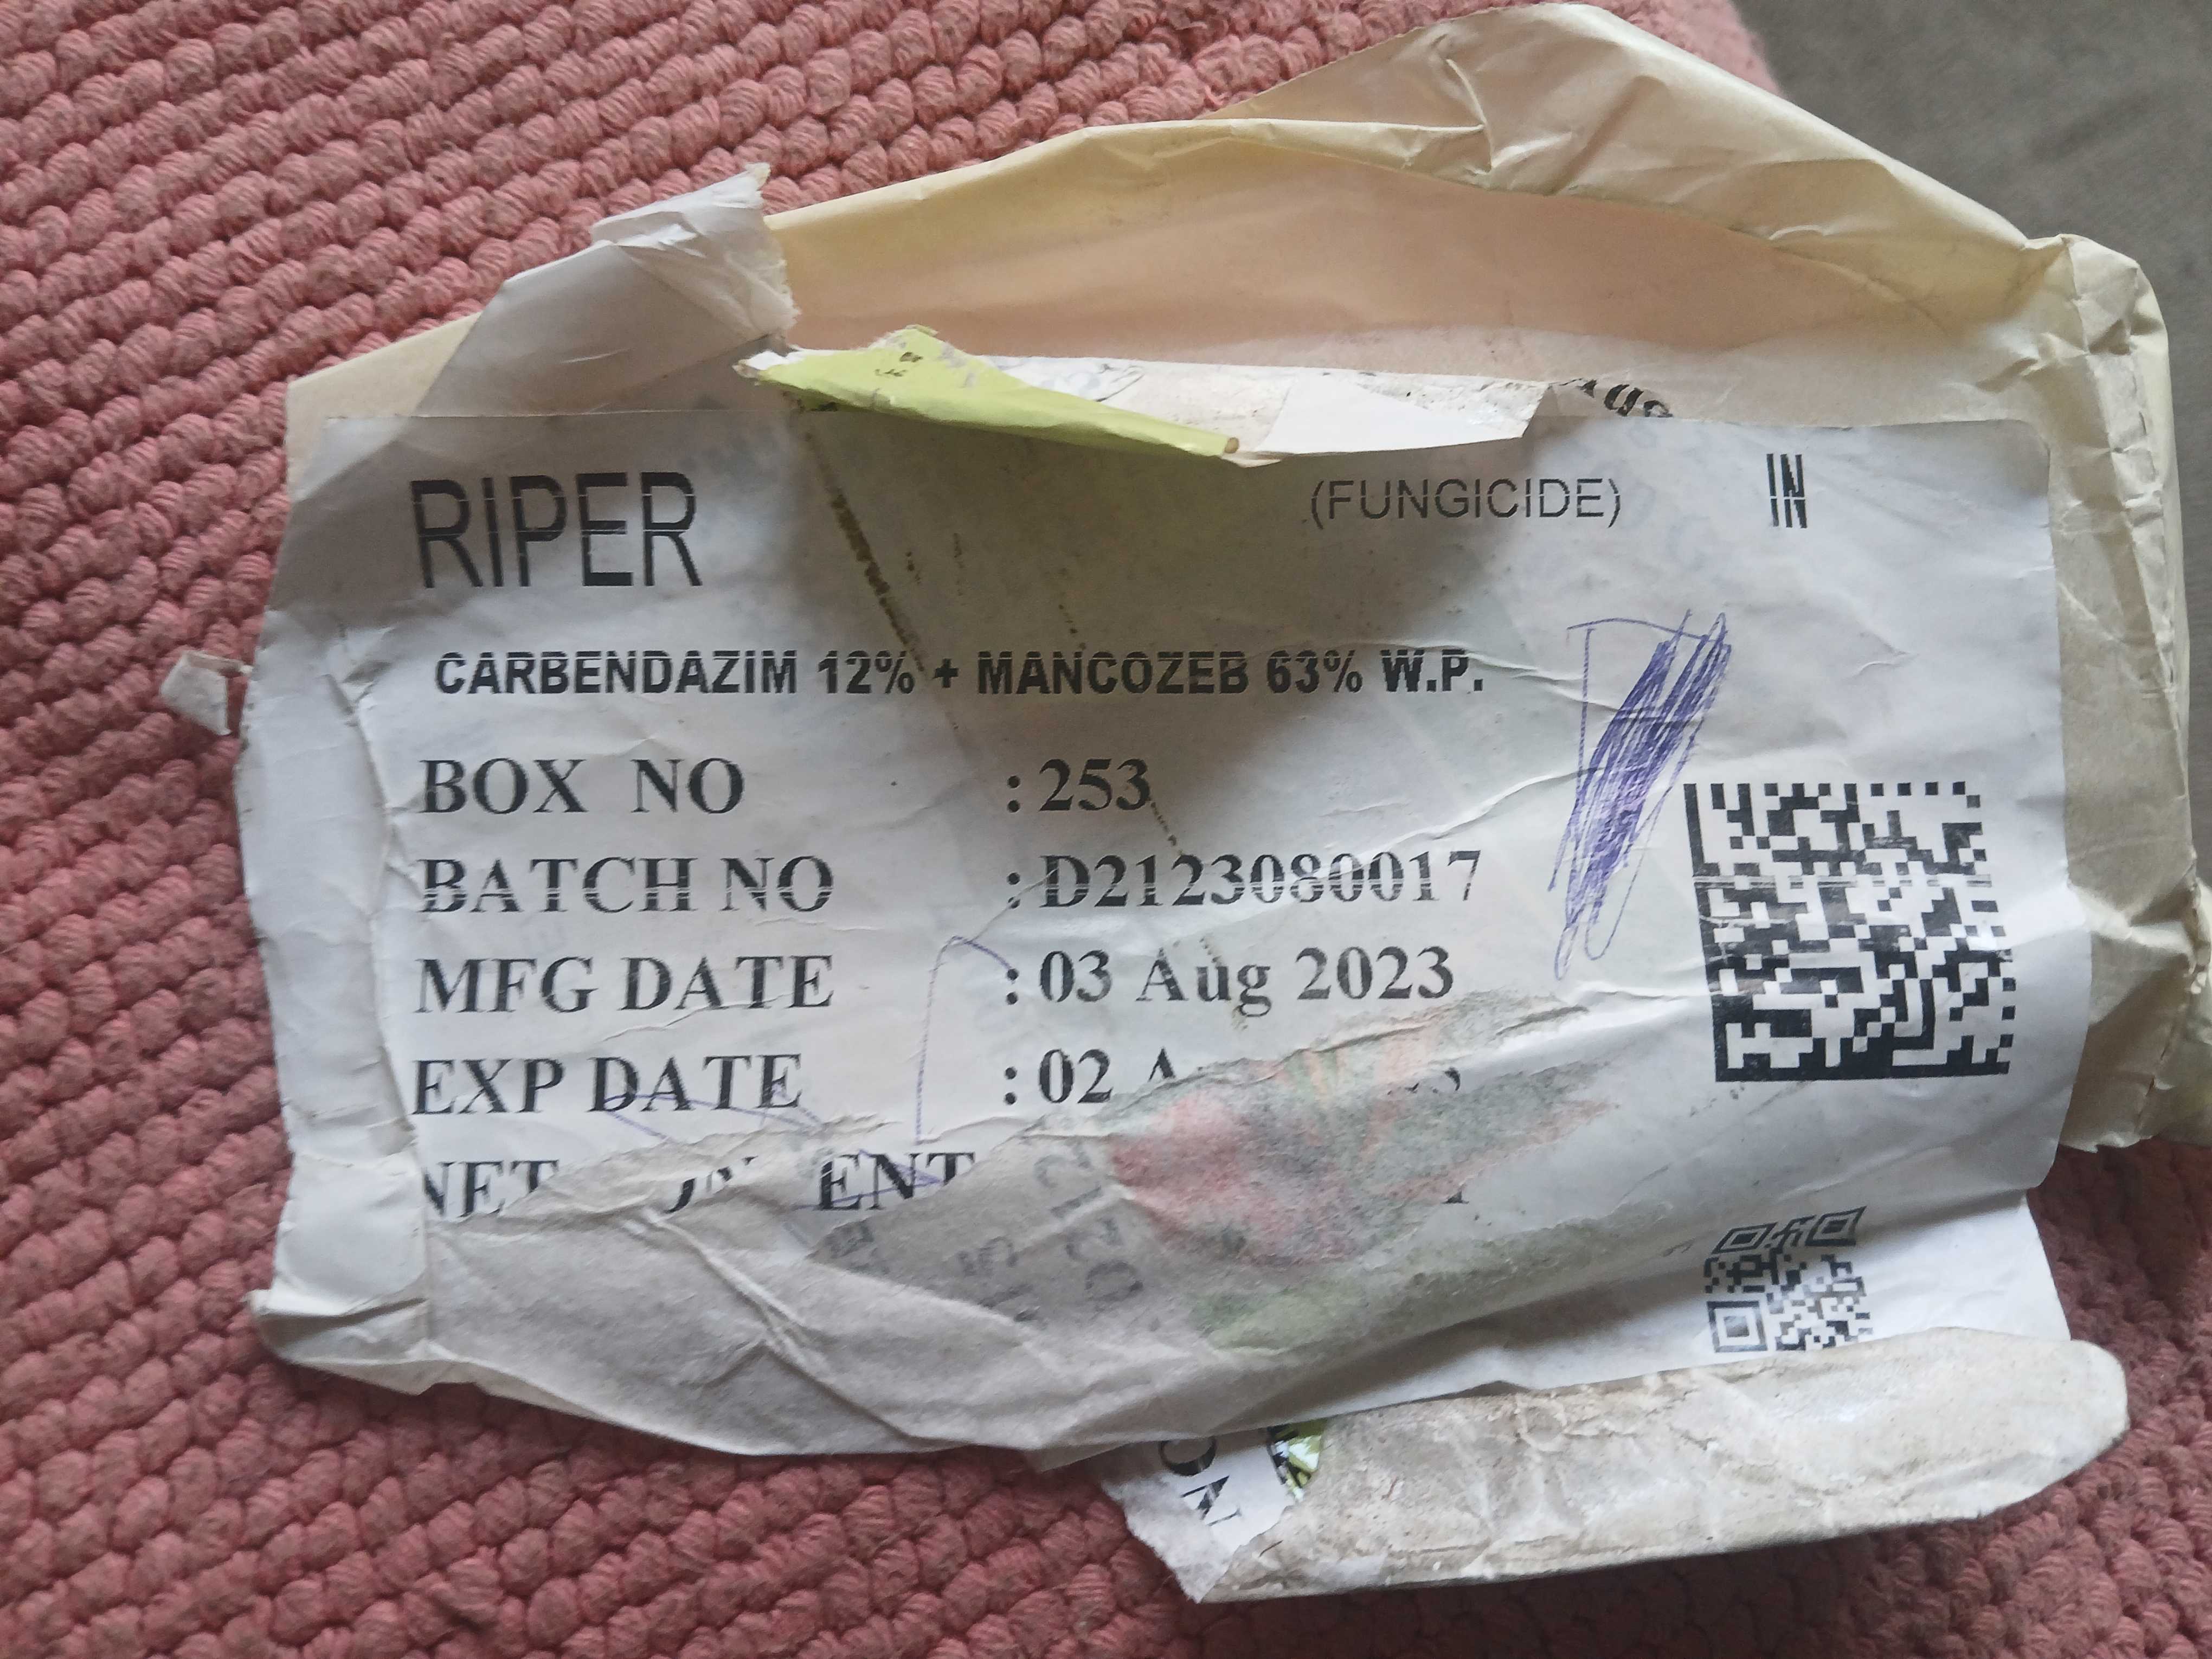 RIPER (FUNGICIDE) IN
CARBENDAZIM 12% + MANCOZEB 63% W.P.
BOX NO : 253
BATCH NO : D2123080017
MFG DATE : 03 Aug 2023
EXP DATE : 02